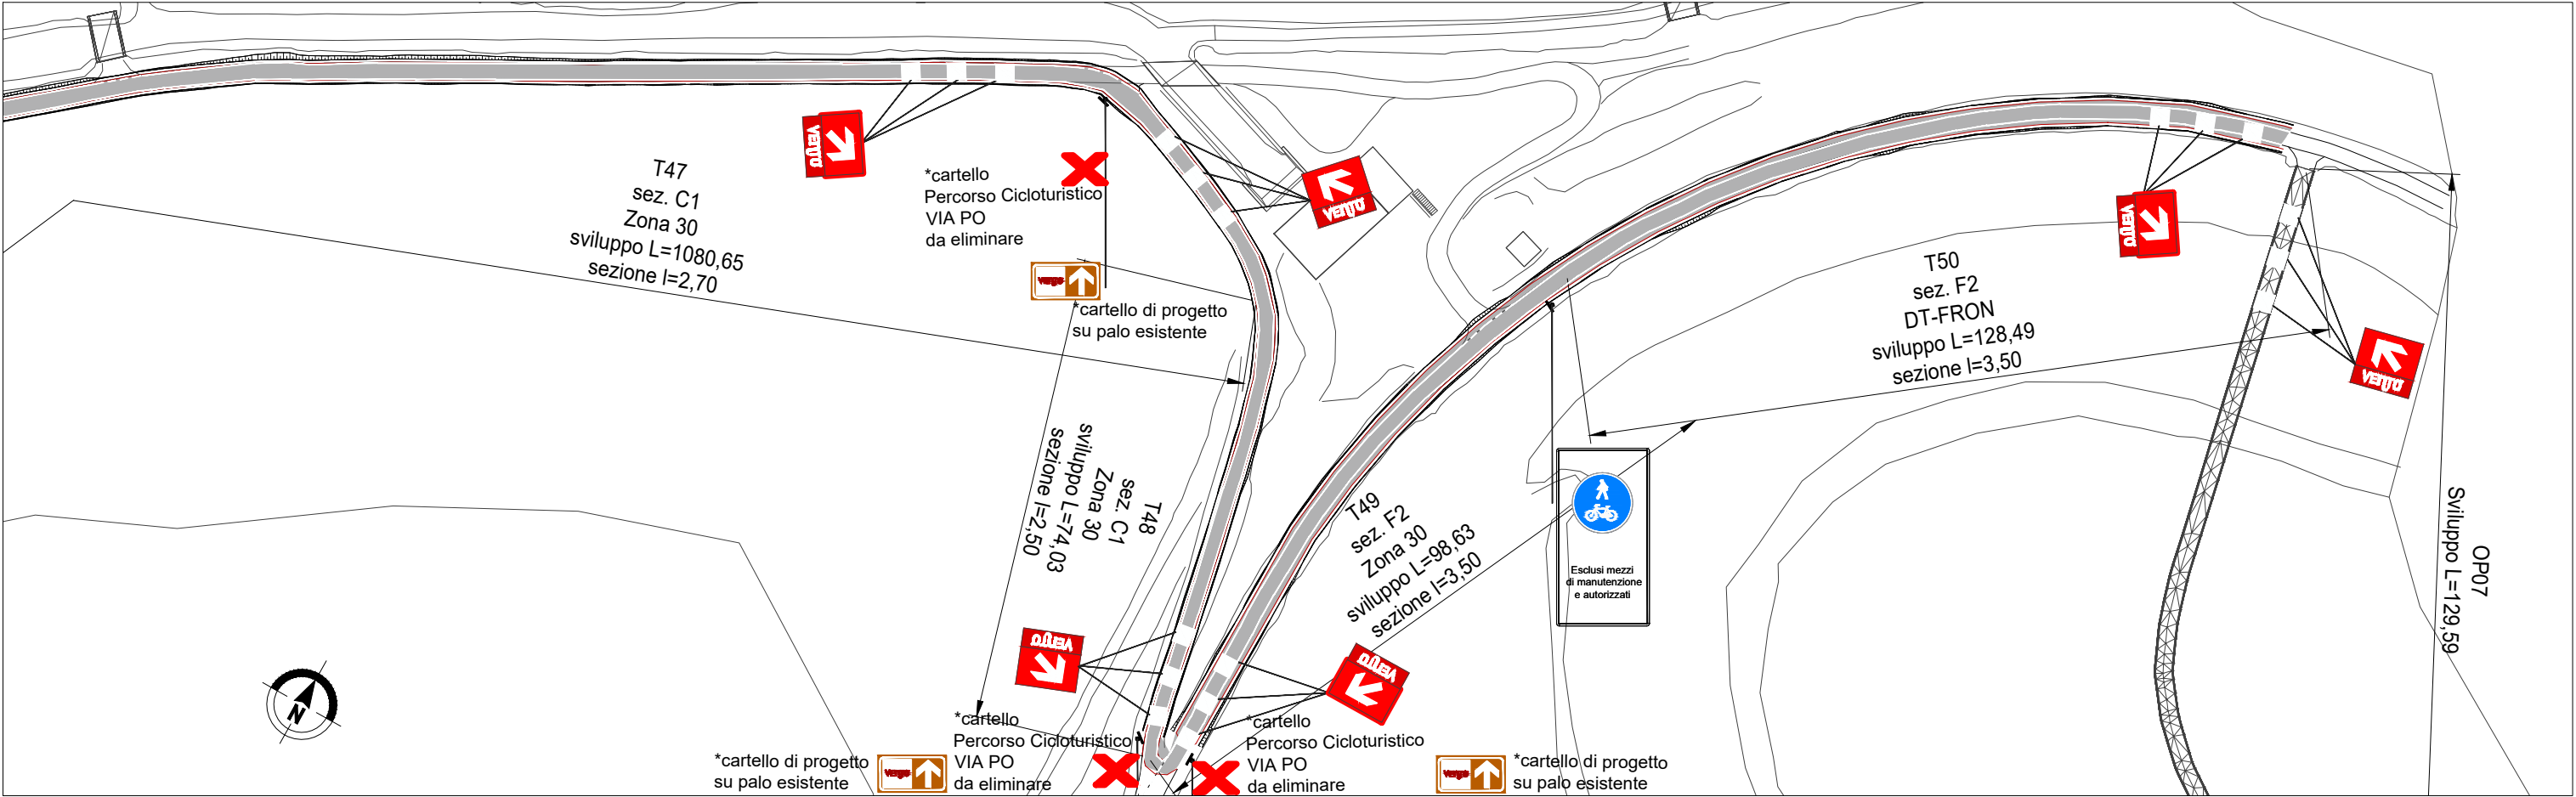 T47
sez. C1
Zona 30
sviluppo L=1080,65
sezione l=2,70
VENTO
*cartello
Percorso Cicloturistico
VIA PO
da eliminare
VENTO
*cartello di progetto
su palo esistente
VENTO
T48
sez. C1
Zona 30
sviluppo L=74,03
sezione l=2,50
VENTO
T49
sez. F2
Zona 30
sviluppo L=98,63
sezione l=3,50
VENTO
Esclusi mezzi
di manutenzione
e autorizzati
T50
sez. F2
DT-FRON
sviluppo L=128,49
sezione l=3,50
VENTO
VENTO
OP07
Sviluppo L=129,59
N
*cartello di progetto
su palo esistente
VENTO
*cartello
Percorso Cicloturistico
VIA PO
da eliminare
*cartello
Percorso Cicloturistico
VIA PO
da eliminare
VENTO
*cartello di progetto
su palo esistente